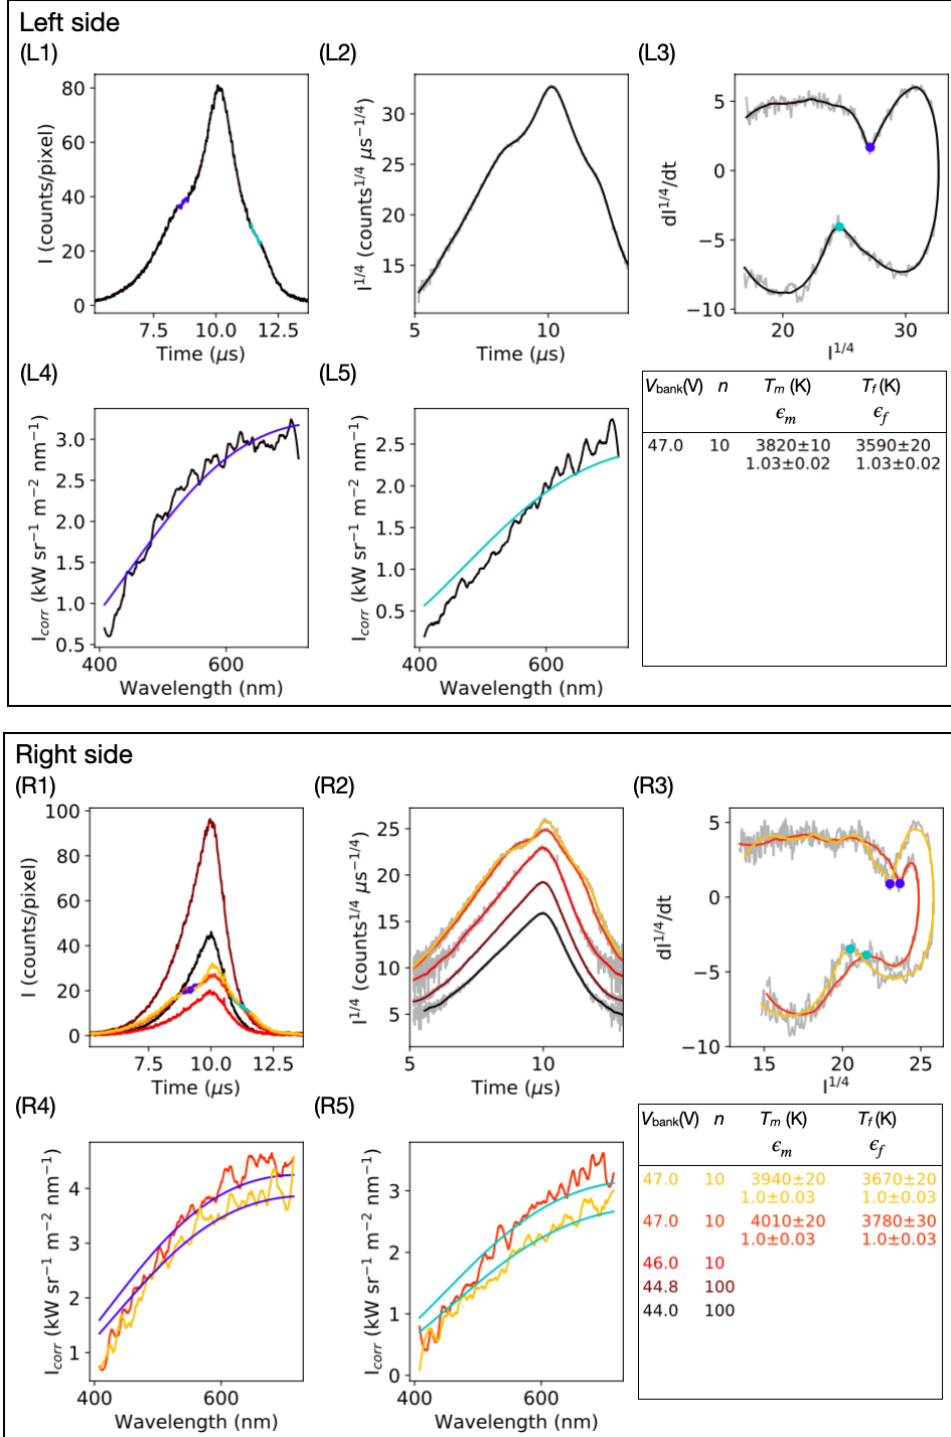 Left side
(L1)
(L2)
(L3)
80
60
40
20
0
I (counts/pixel)
7.5
10.0
12.5
Time (μs)
30
25
20
15
I^1/4 (counts^1/4 μs^−1/4)
5
10
Time (μs)
5
0
−5
−10
dI^1/4/dt
20
30
I^1/4
(L4)
(L5)
3.0
2.5
2.0
1.5
1.0
0.5
I_corr (kW sr^−1 m^−2 nm^−1)
400
600
Wavelength (nm)
2.5
2.0
1.5
1.0
0.5
I_corr (kW sr^−1 m^−2 nm^−1)
400
600
Wavelength (nm)
V_bank(V) n T_m (K) T_f (K)
ϵ_m ϵ_f
47.0 10 3820±10 3590±20
1.03±0.02 1.03±0.02
Right side
(R1)
(R2)
(R3)
100
80
60
40
20
0
I (counts/pixel)
7.5
10.0
12.5
Time (μs)
25
20
15
10
5
I^1/4 (counts^1/4 μs^−1/4)
5
10
Time (μs)
5
0
−5
−10
dI^1/4/dt
15
20
25
I^1/4
(R4)
(R5)
4
3
2
1
I_corr (kW sr^−1 m^−2 nm^−1)
400
600
Wavelength (nm)
3
2
1
0
I_corr (kW sr^−1 m^−2 nm^−1)
400
600
Wavelength (nm)
V_bank(V) n T_m (K) T_f (K)
ϵ_m ϵ_f
47.0 10 3940±20 3670±20
1.0±0.03 1.0±0.03
47.0 10 4010±20 3780±30
1.0±0.03 1.0±0.03
46.0 10
44.8 100
44.0 100